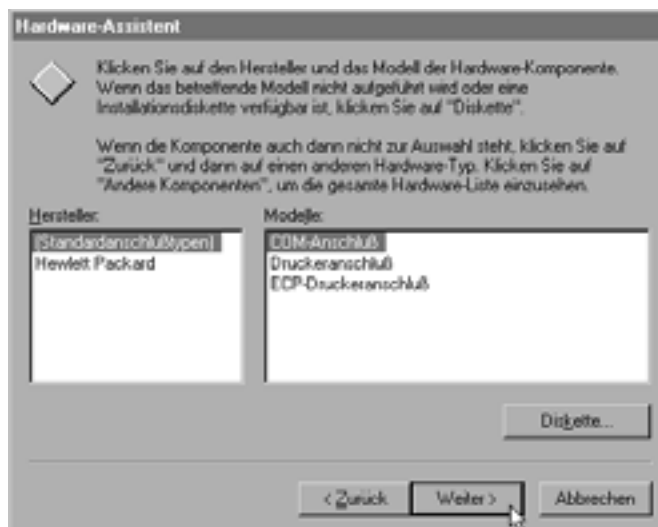 Hardware-Assistent
Klicken Sie auf den Hersteller und das Modell der Hardware-Komponente.
Wenn das betreffende Modell nicht aufgeführt wird oder eine
Installationsdiskette verfügbar ist, klicken Sie auf "Diskette".
Wenn die Komponente auch dann nicht zur Auswahl steht, klicken Sie auf
"Zurück" und dann auf einen anderen Hardware-Typ. Klicken Sie auf
"Andere Komponenten", um die gesamte Hardware-Liste einzusehen.
Hersteller:
(Standardanschlußtypen)
Hewlett Packard
Modelle:
COM-Anschluß
Druckeranschluß
ECP-Druckeranschluß
Diskette...
< Zurück
Weiter >
Abbrechen